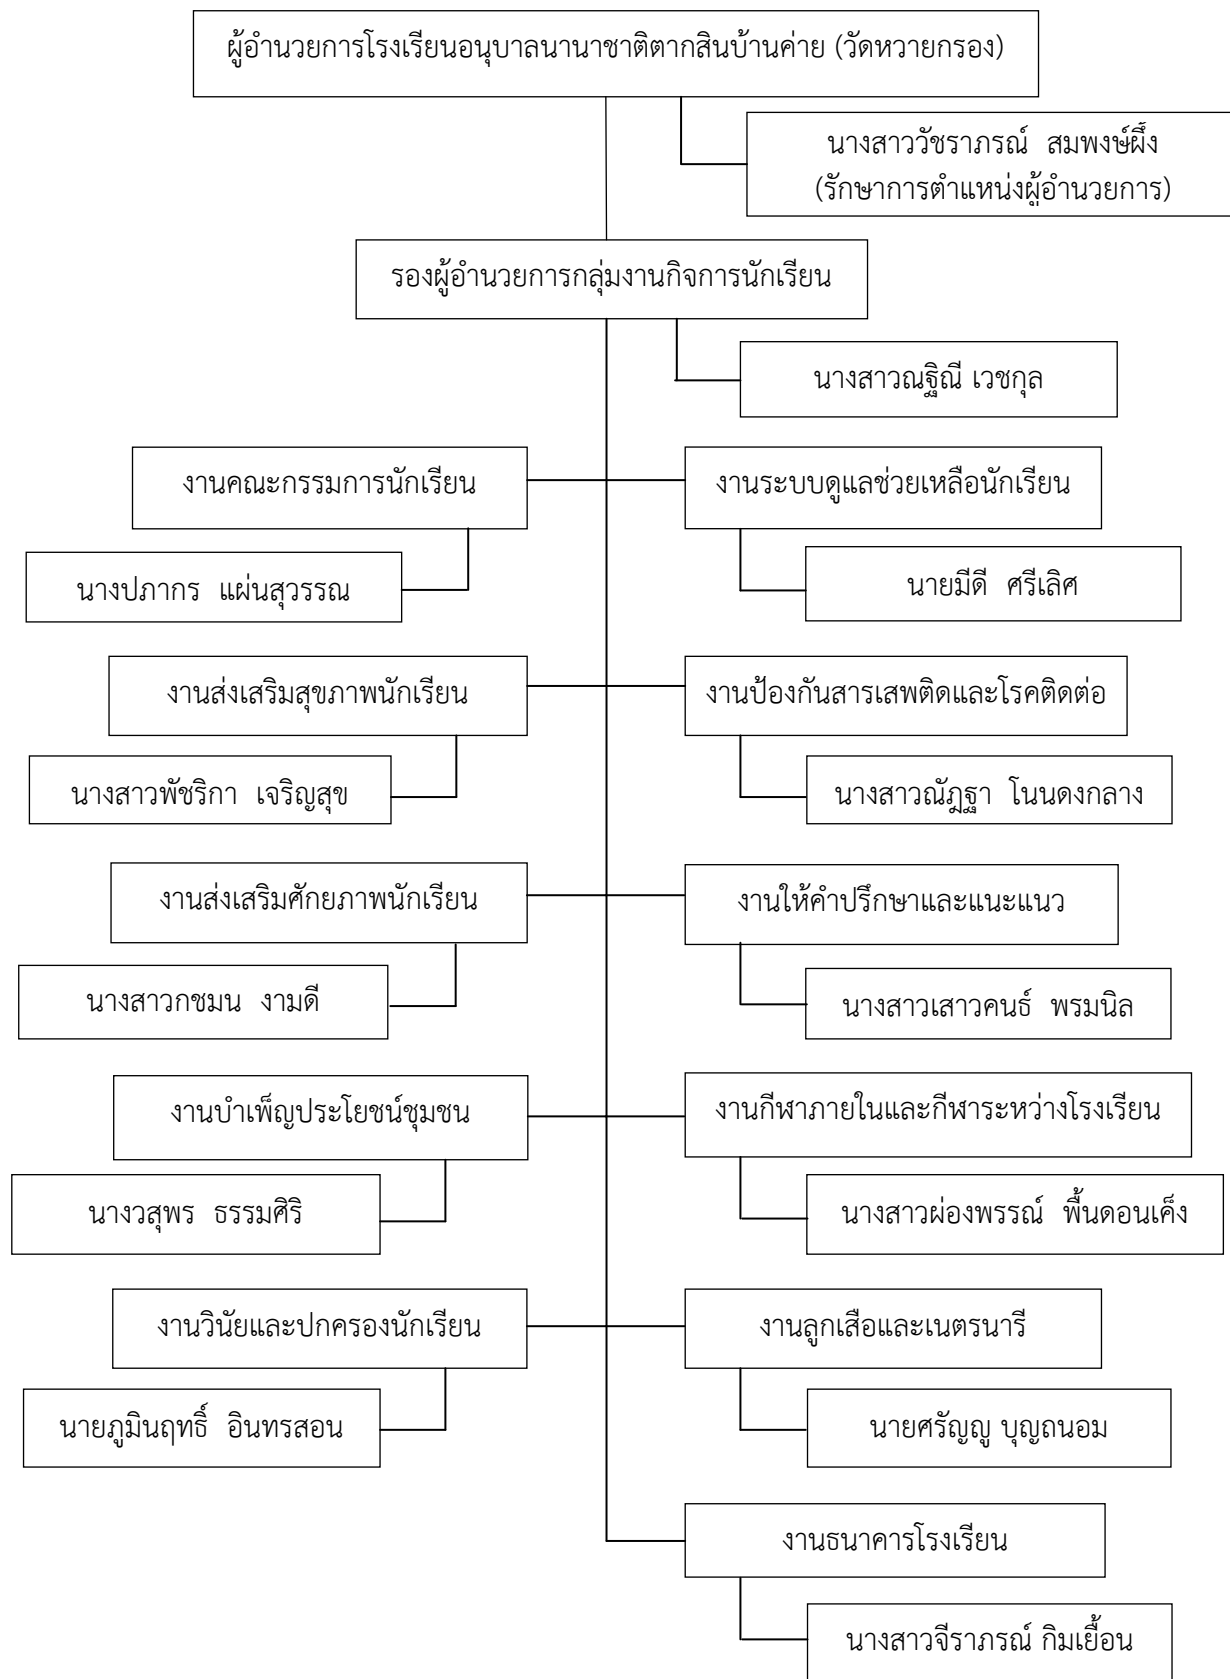 ผู้อำนวยการโรงเรียนอนุบาลนานาชาติตากสินบ้านค่าย (วัดหวายกรอง)
นางสาววัชราภรณ์ สมพงษ์ผึ้ง
(รักษาการตำแหน่งผู้อำนวยการ)
รองผู้อำนวยการกลุ่มงานกิจการนักเรียน
นางสาวณฐิณี เวชกุล
งานคณะกรรมการนักเรียน
งานระบบดูแลช่วยเหลือนักเรียน
นางปภากร แผ่นสุวรรณ
นายมีดี ศรีเลิศ
งานส่งเสริมสุขภาพนักเรียน
งานป้องกันสารเสพติดและโรคติดต่อ
นางสาวพัชริกา เจริญสุข
นางสาวณัฏฐา โนนดงกลาง
งานส่งเสริมศักยภาพนักเรียน
งานให้คำปรึกษาและแนะแนว
นางสาวกชมน งามดี
นางสาวเสาวคนธ์ พรมนิล
งานบำเพ็ญประโยชน์ชุมชน
งานกีฬาภายในและกีฬาระหว่างโรงเรียน
นางวสุพร ธรรมศิริ
นางสาวผ่องพรรณ์ พื้นดอนเค็ง
งานวินัยและปกครองนักเรียน
งานลูกเสือและเนตรนารี
นายภูมินฤทธิ์ อินทรสอน
นายศรัญญู บุญถนอม
งานธนาคารโรงเรียน
นางสาวจีราภรณ์ กิมเยื้อน